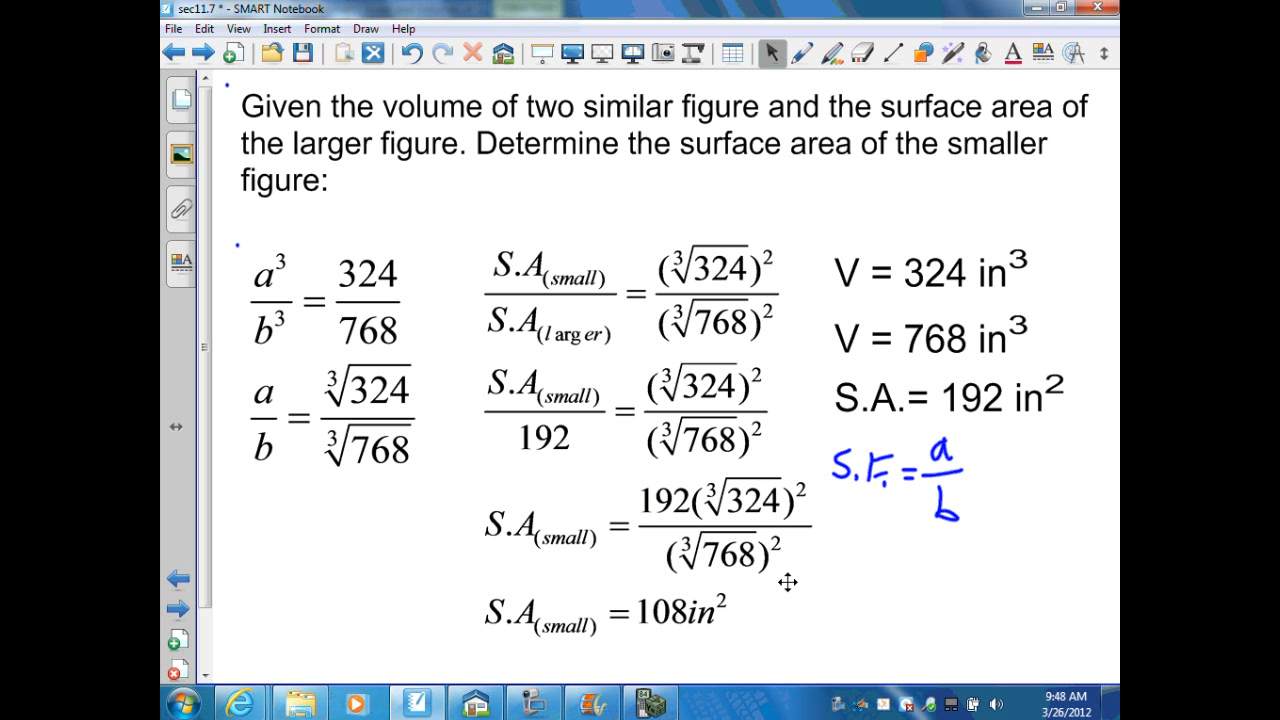 sec11.7 * - SMART Notebook
File Edit View Insert Format Draw Help
Given the volume of two similar figure and the surface area of
the larger figure. Determine the surface area of the smaller
figure:
a³/b³ = 324/768
a/b = ∛324/∛768
S.A(small)/S.A(larger) = (∛324)²/(∛768)²
S.A(small)/192 = (∛324)²/(∛768)²
S.A(small) = 192(∛324)²/(∛768)²
S.A(small) = 108in²
V = 324 in³
V = 768 in³
S.A.= 192 in²
S.F. = a/b
9:48 AM
3/26/2012